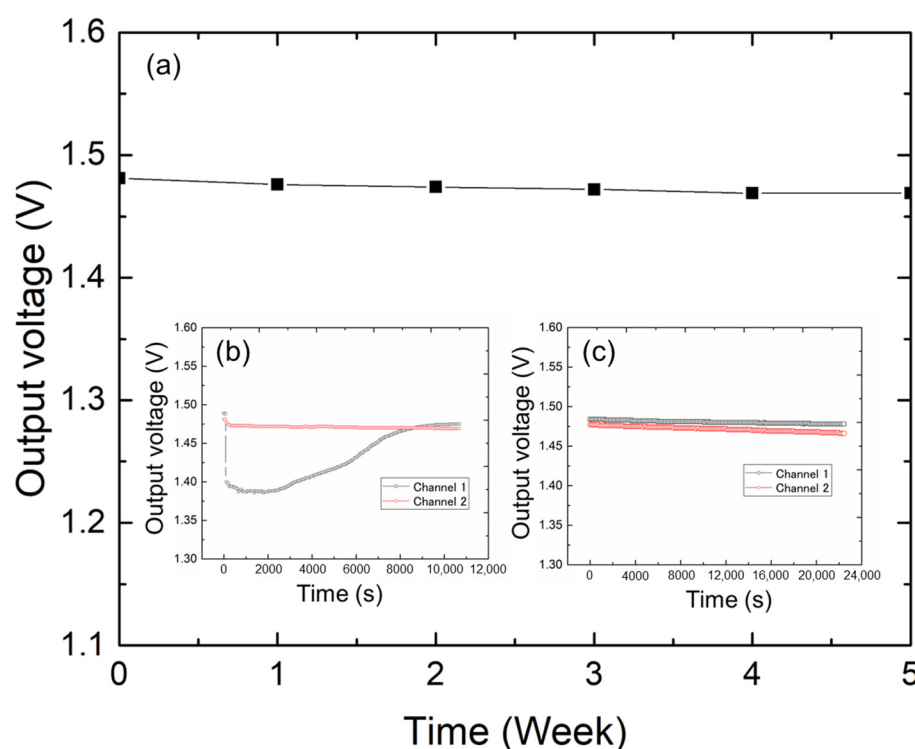 (a)
Output voltage (V)
1.6
1.5
1.4
1.3
1.2
1.1
0 1 2 3 4 5
Time (Week)
(b)
Output voltage (V)
1.60
1.55
1.50
1.45
1.40
1.35
1.30
0 2000 4000 6000 8000 10,000 12,000
Time (s)
Channel 1
Channel 2
(c)
Output voltage (V)
1.60
1.55
1.50
1.45
1.40
1.35
1.30
0 4000 8000 12,000 16,000 20,000 24,000
Time (s)
Channel 1
Channel 2